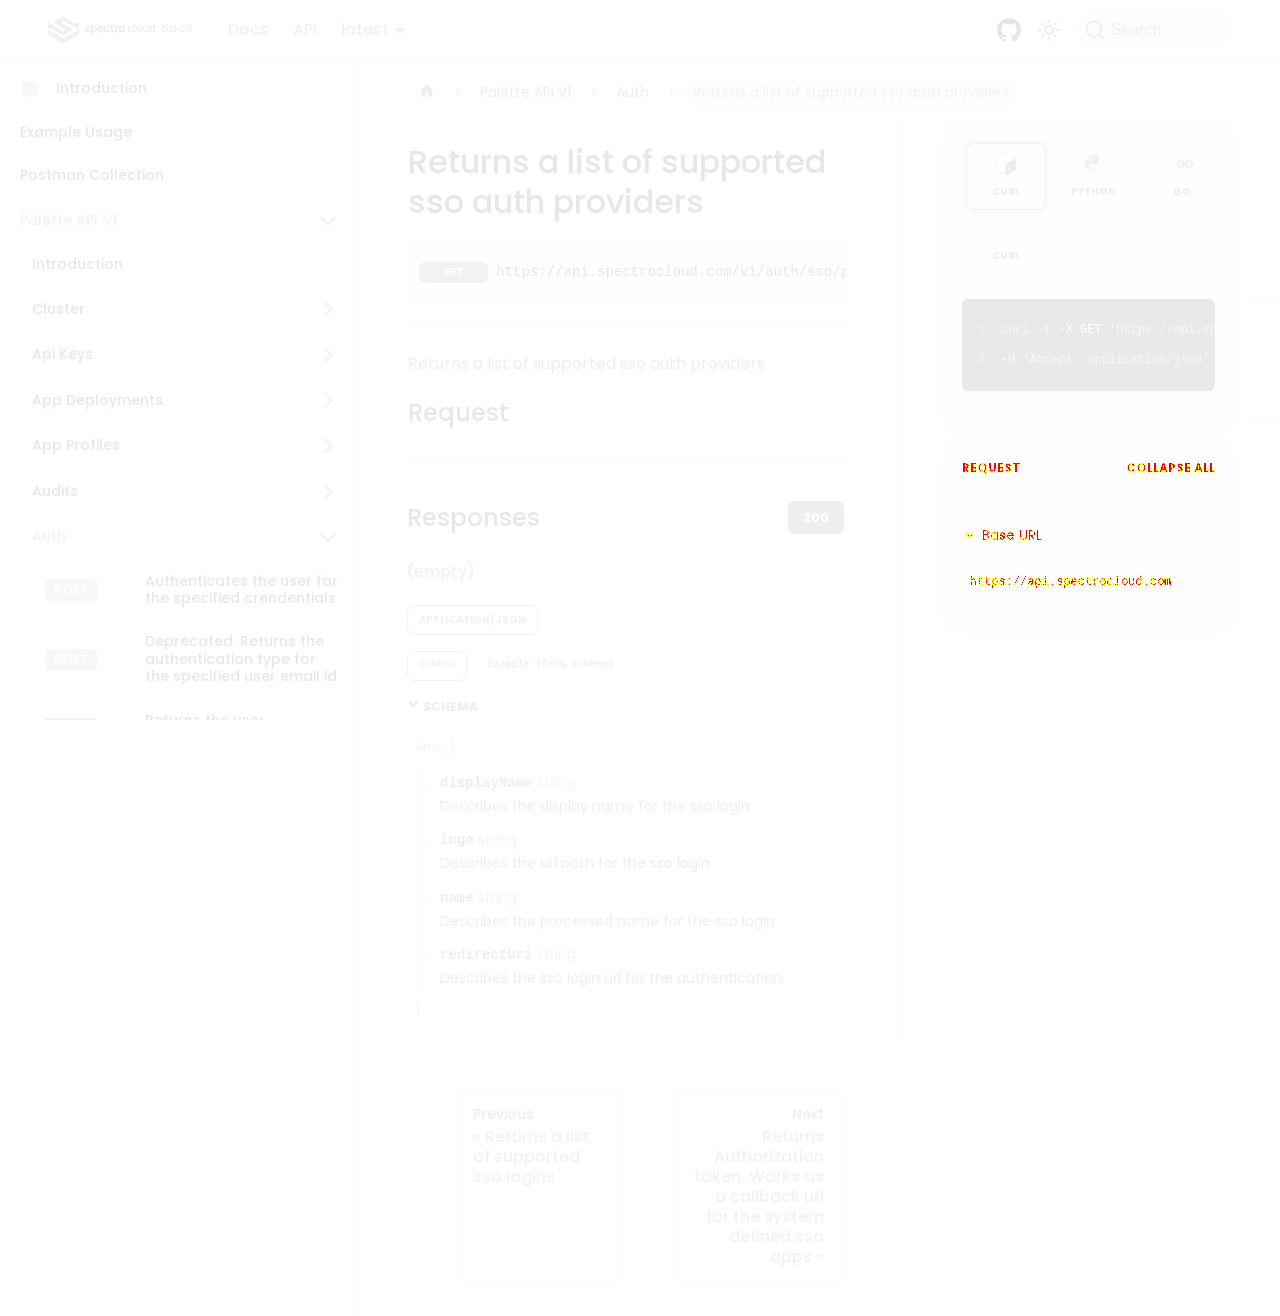 spectro cloud DOCS
Docs
API
latest
Search
Introduction
Example Usage
Postman Collection
Palette API V1
Introduction
Cluster
Api Keys
App Deployments
App Profiles
Audits
Auth
POST
Authenticates the user for
the specified crendentials
POST
Deprecated. Returns the
authentication type for
the specified user email id
Returns the user
Palette API V1
Auth
Returns a list of supported sso auth providers
Returns a list of supported
sso auth providers
GET
https://api.spectrocloud.com/v1/auth/sso/p
Returns a list of supported sso auth providers
Request
Responses
200
(empty)
APPLICATION/JSON
Schema
Example (from schema)
SCHEMA
Array [
displayName string
Describes the display name for the sso login
logo string
Describes the url path for the sso login
name string
Describes the processed name for the sso login
redirectUri string
Describes the sso login url for the authentication
]
Previous
« Returns a list
of supported
sso logins
Next
Returns
Authorization
token. Works as
a callback url
for the system
defined sso
apps »
CURL
PYTHON
GO
GO
CURL
1 curl -L -X GET 'https://api.sp
2 -H 'Accept: application/json'
REQUEST
COLLAPSE ALL
Base URL
https://api.spectrocloud.com